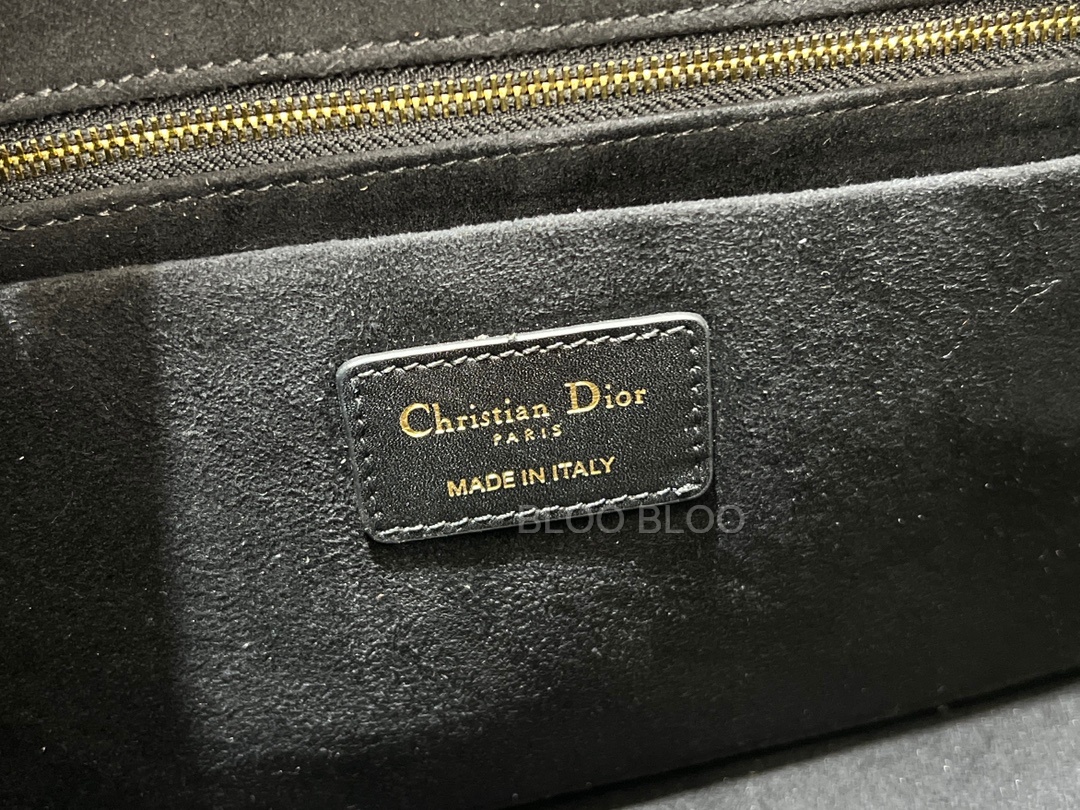 Christian Dior
PARIS
MADE IN ITALY
BLOO BLOO